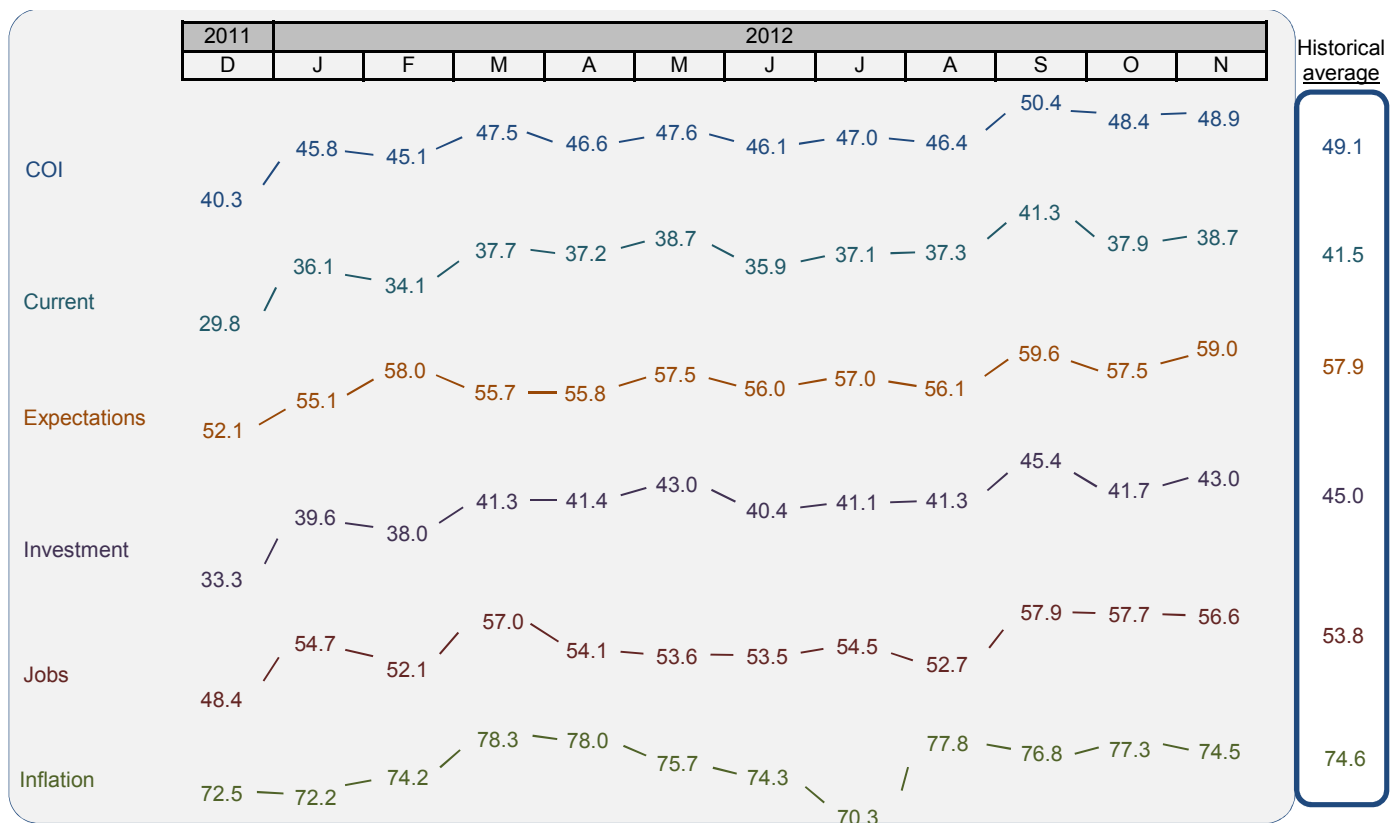 2011 2012
D J F M A M J J A S O N
Historical
average
COI 40.3 45.8 45.1 47.5 46.6 47.6 46.1 47.0 46.4 50.4 48.4 48.9 49.1
Current 29.8 36.1 34.1 37.7 37.2 38.7 35.9 37.1 37.3 41.3 37.9 38.7 41.5
Expectations 52.1 55.1 58.0 55.7 55.8 57.5 56.0 57.0 56.1 59.6 57.5 59.0 57.9
Investment 33.3 39.6 38.0 41.3 41.4 43.0 40.4 41.1 41.3 45.4 41.7 43.0 45.0
Jobs 48.4 54.7 52.1 57.0 54.1 53.6 53.5 54.5 52.7 57.9 57.7 56.6 53.8
Inflation 72.5 72.2 74.2 78.3 78.0 75.7 74.3 70.3 77.8 76.8 77.3 74.5 74.6